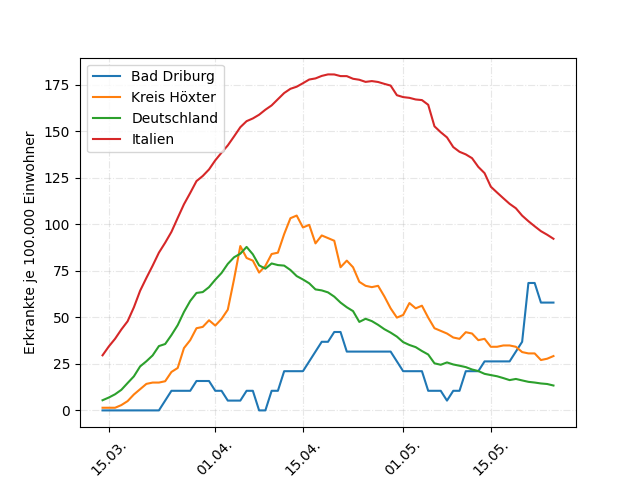 Bad Driburg
Kreis Höxter
Deutschland
Italien
Erkrankte je 100.000 Einwohner
175
150
125
100
75
50
25
0
15.03.
01.04.
15.04.
01.05.
15.05.